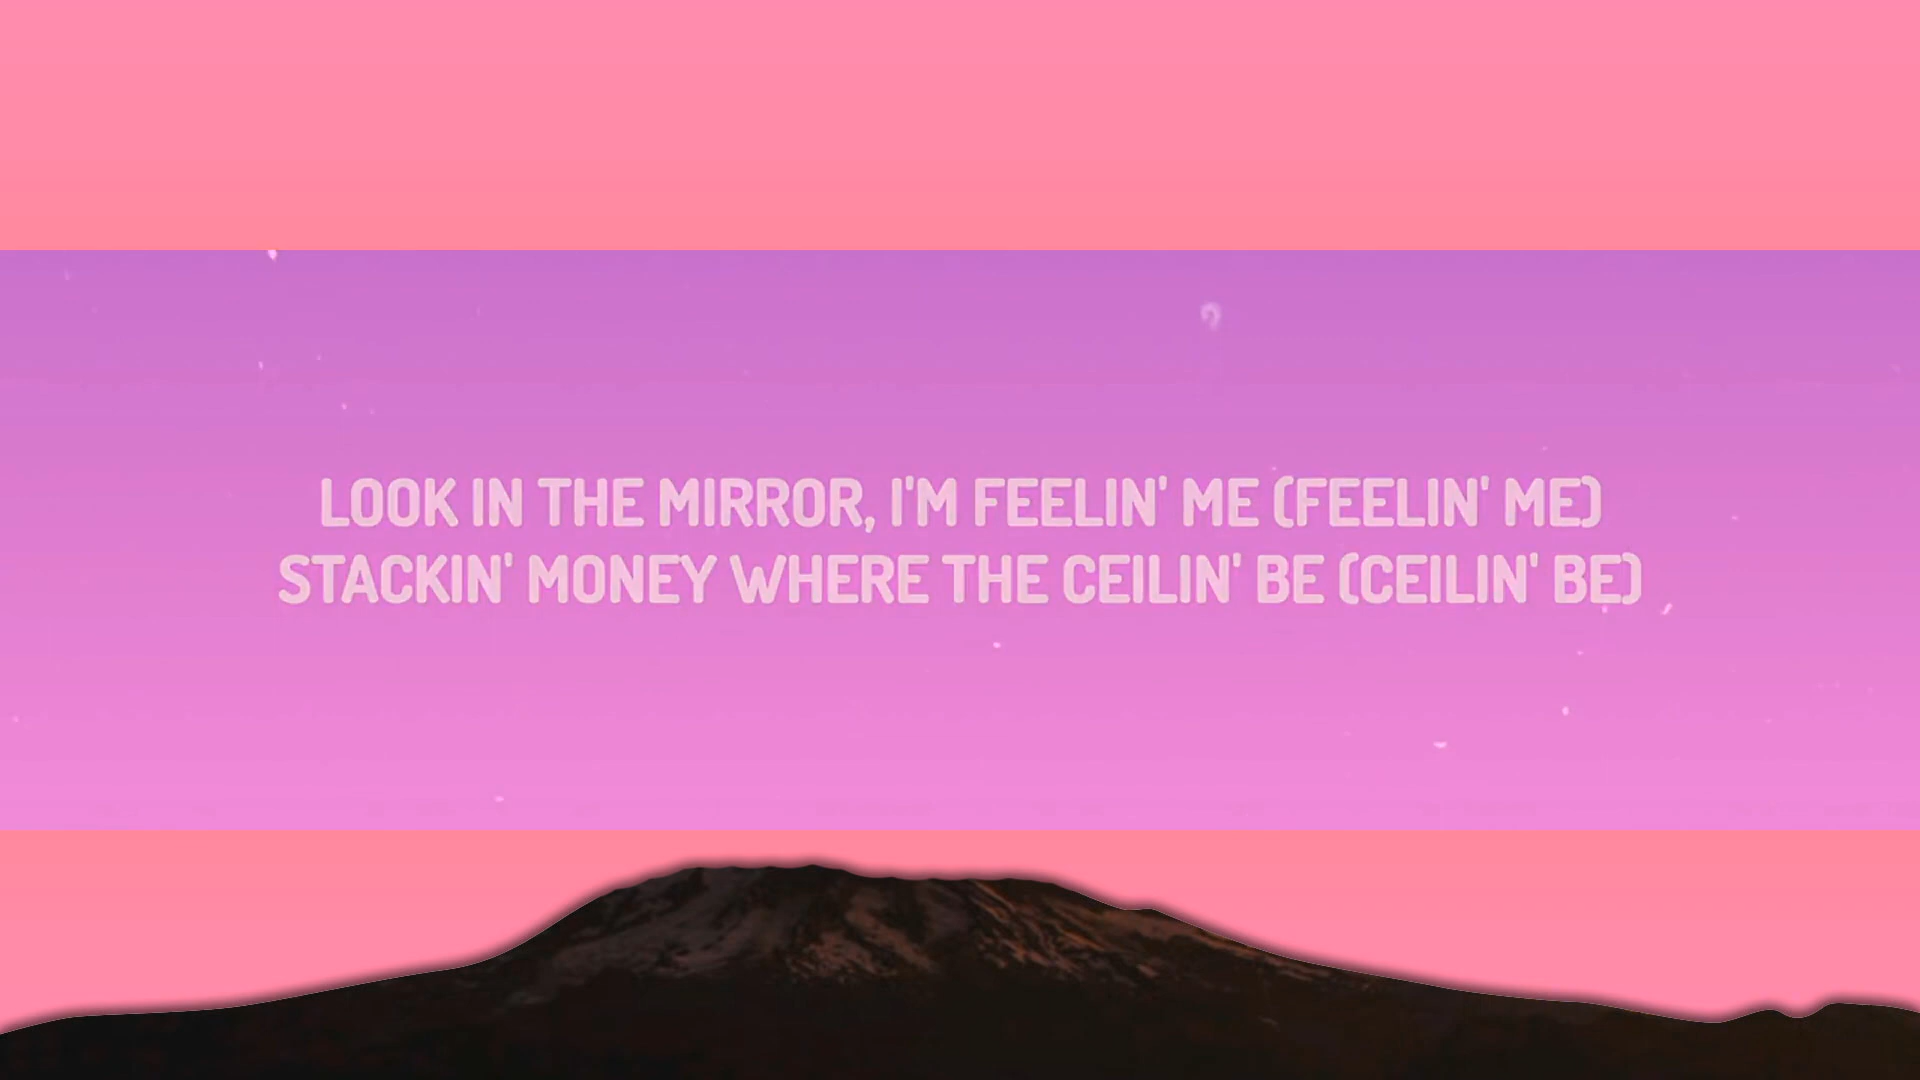 LOOK IN THE MIRROR, I'M FEELIN' ME (FEELIN' ME)
STACKIN' MONEY WHERE THE CEILIN' BE (CEILIN' BE)